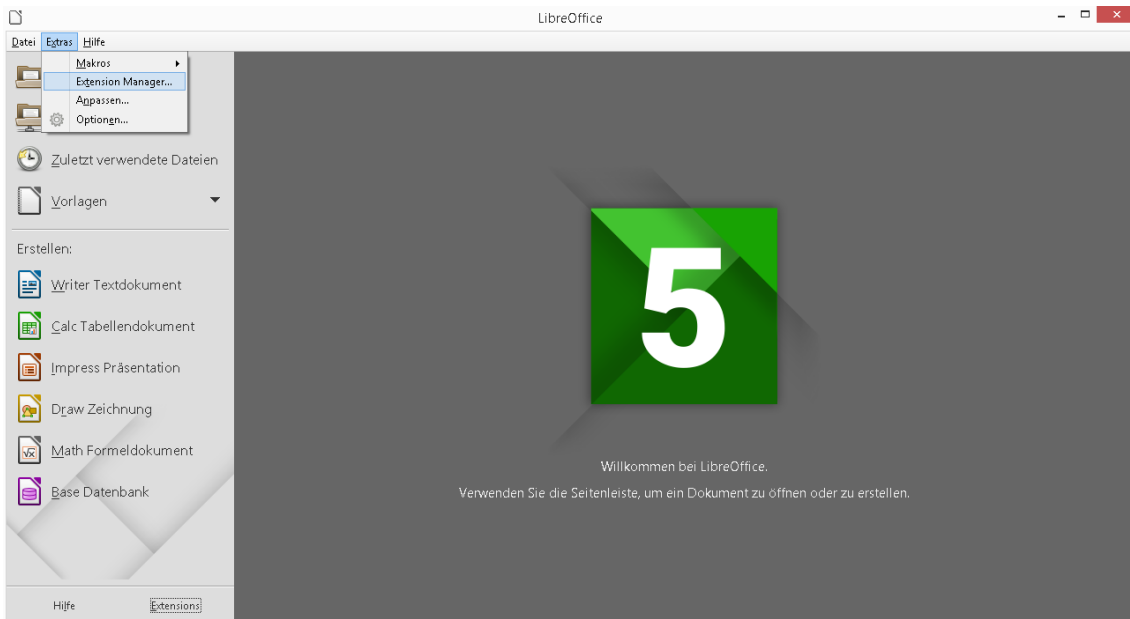 LibreOffice
Datei Extras Hilfe
Makros
Extension Manager...
Anpassen...
Optionen...
Zuletzt verwendete Dateien
Vorlagen
Erstellen:
Writer Textdokument
Calc Tabellendokument
Impress Präsentation
Draw Zeichnung
Math Formeldokument
Base Datenbank
Hilfe Extensions
5
Willkommen bei LibreOffice.
Verwenden Sie die Seitenleiste, um ein Dokument zu öffnen oder zu erstellen.